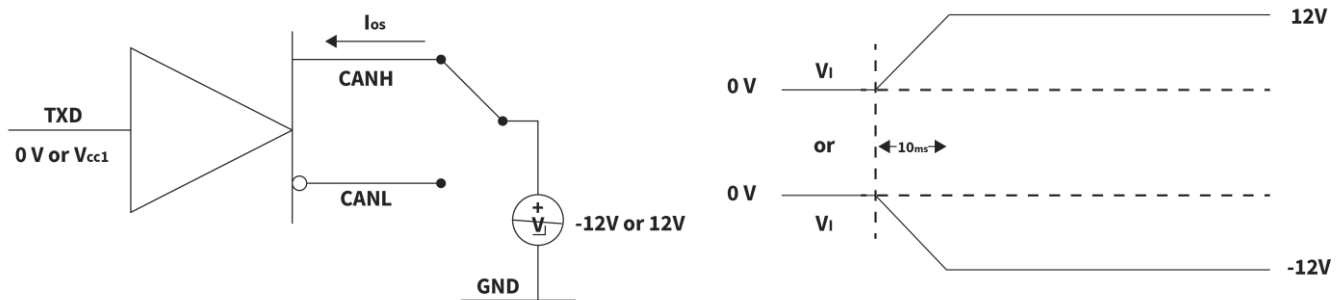 Ios
CANH
TXD
0 V or Vcc1
CANL
+
VI
-12V or 12V
GND
12V
VI
0 V
or
10ms
0 V
VI
-12V